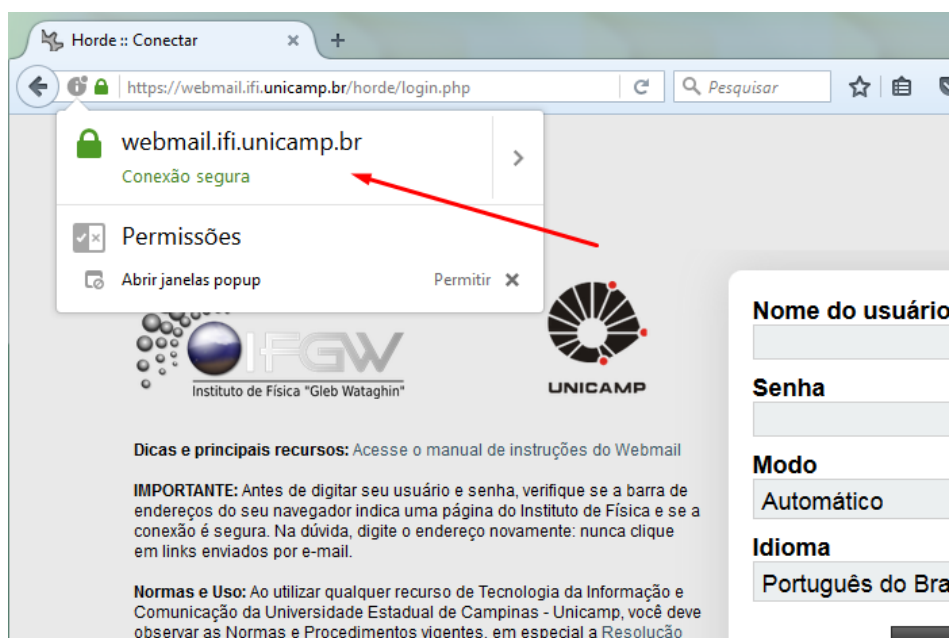 Horde :: Conectar
https://webmail.ifi.unicamp.br/horde/login.php
Pesquisar
webmail.ifi.unicamp.br
Conexão segura
Permissões
Abrir janelas popup Permitir
IFGW
Instituto de Física "Gleb Wataghin"
UNICAMP
Nome do usuário
Senha
Modo
Automático
Idioma
Português do Bra
Dicas e principais recursos: Acesse o manual de instruções do Webmail
IMPORTANTE: Antes de digitar seu usuário e senha, verifique se a barra de
endereços do seu navegador indica uma página do Instituto de Física e se a
conexão é segura. Na dúvida, digite o endereço novamente: nunca clique
em links enviados por e-mail.
Normas e Uso: Ao utilizar qualquer recurso de Tecnologia da Informação e
Comunicação da Universidade Estadual de Campinas - Unicamp, você deve
observar as Normas e Procedimentos vigentes, em especial a Resolução